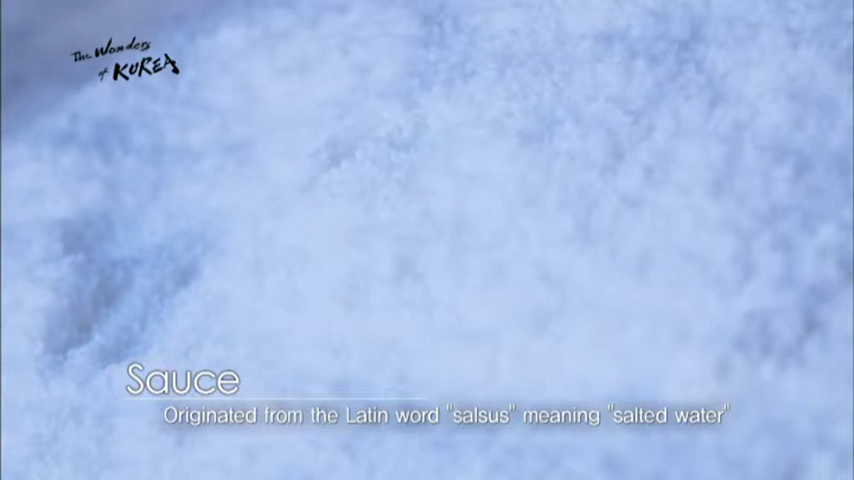 The Wonders
of KOREA
Sauce
Originated from the Latin word "salsus" meaning "salted water"